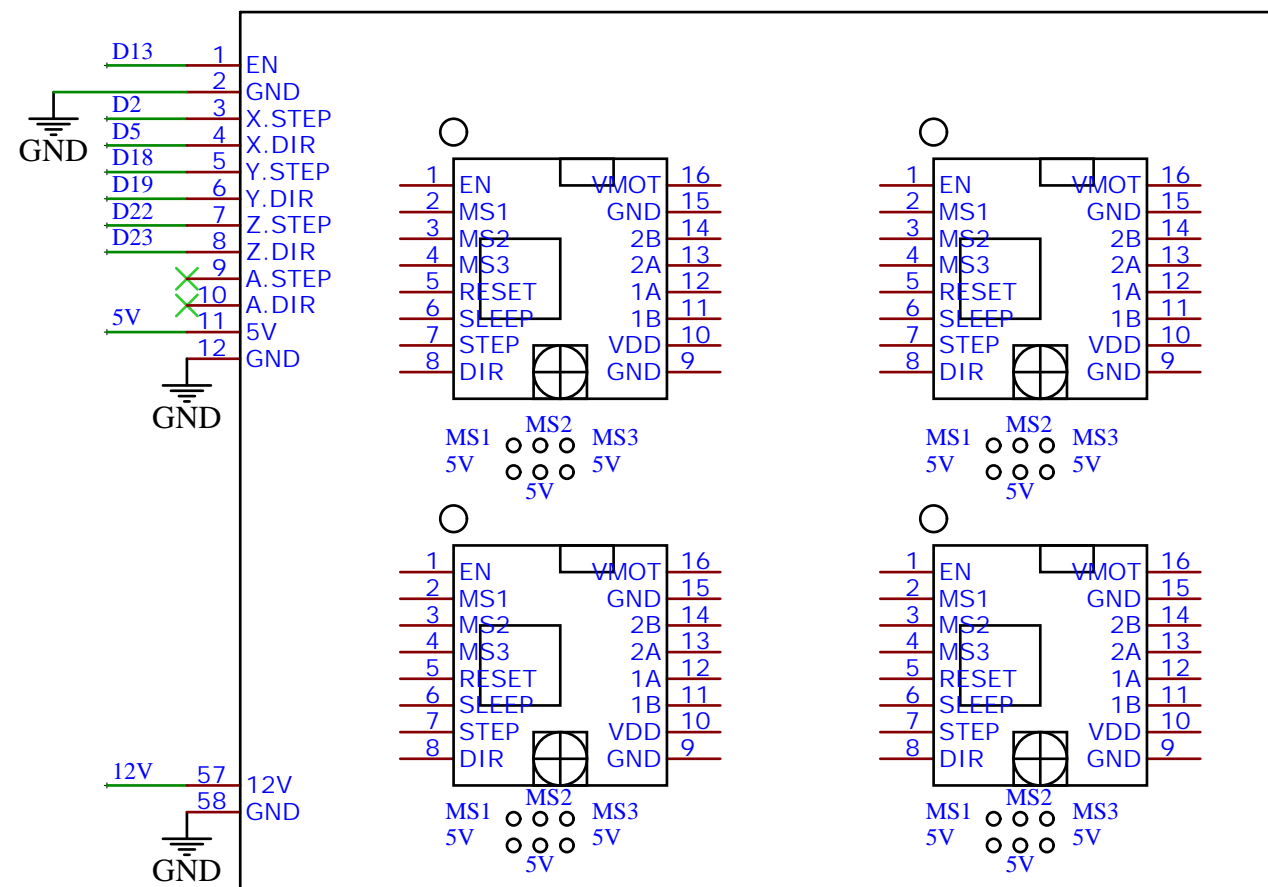 D13 1 EN
2 GND
D2 3 X.STEP
GND D5 4 X.DIR
D18 5 Y.STEP
D19 6 Y.DIR
D22 7 Z.STEP
D23 8 Z.DIR
9 A.STEP
10 A.DIR
5V 11 5V
12 GND
GND
12V 57 12V
58 GND
GND
1 EN VMOT 16
2 MS1 GND 15
3 MS2 2B 14
4 MS3 2A 13
5 RESET 1A 12
6 SLEEP 1B 11
7 STEP VDD 10
8 DIR GND 9
MS1 MS2 MS3
5V 5V
5V
1 EN VMOT 16
2 MS1 GND 15
3 MS2 2B 14
4 MS3 2A 13
5 RESET 1A 12
6 SLEEP 1B 11
7 STEP VDD 10
8 DIR GND 9
MS1 MS2 MS3
5V 5V
5V
1 EN VMOT 16
2 MS1 GND 15
3 MS2 2B 14
4 MS3 2A 13
5 RESET 1A 12
6 SLEEP 1B 11
7 STEP VDD 10
8 DIR GND 9
MS1 MS2 MS3
5V 5V
5V
1 EN VMOT 16
2 MS1 GND 15
3 MS2 2B 14
4 MS3 2A 13
5 RESET 1A 12
6 SLEEP 1B 11
7 STEP VDD 10
8 DIR GND 9
MS1 MS2 MS3
5V 5V
5V